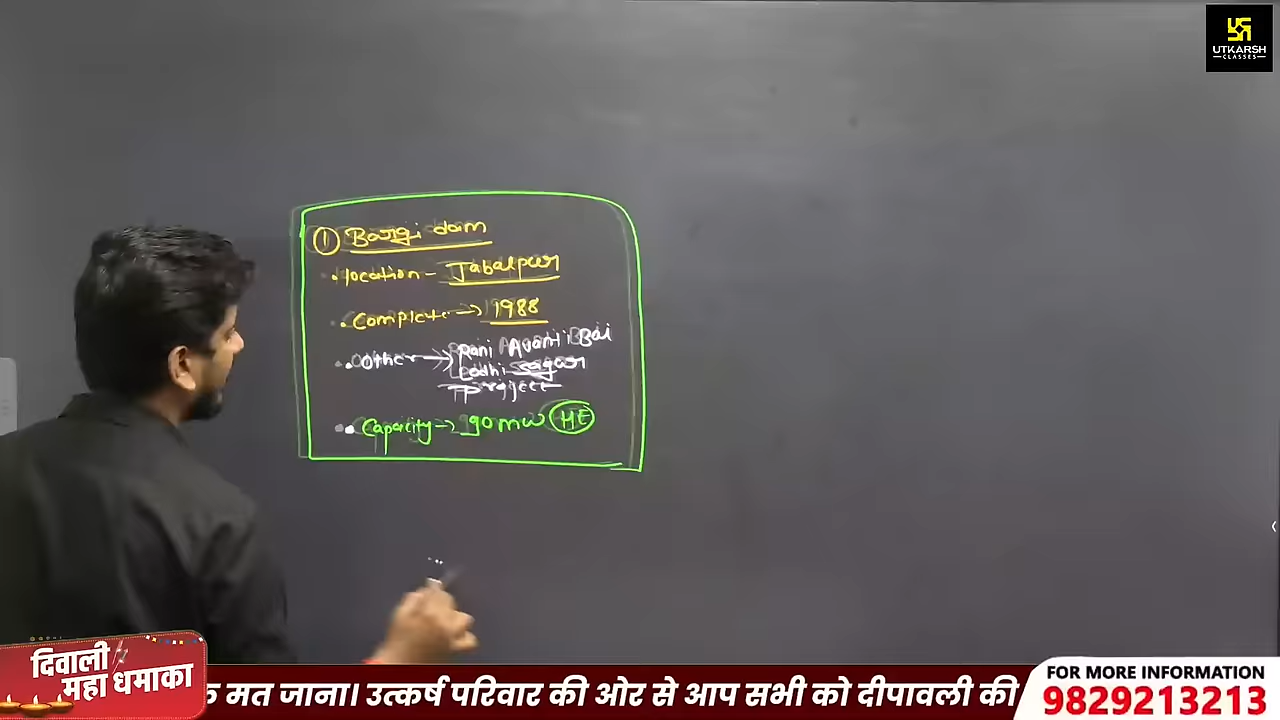 UTKARSH
CLASSES
① Bargi dam
• location - Jabalpur
• Complete → 1988
• Other → Rani Avanti Bai
Lodhi Sagar
Project
• Capacity → 90 mw HE
दिवाली
महा धमाका
मत जाना। उत्कर्ष परिवार की ओर से आप सभी को दीपावली की
FOR MORE INFORMATION
9829213213